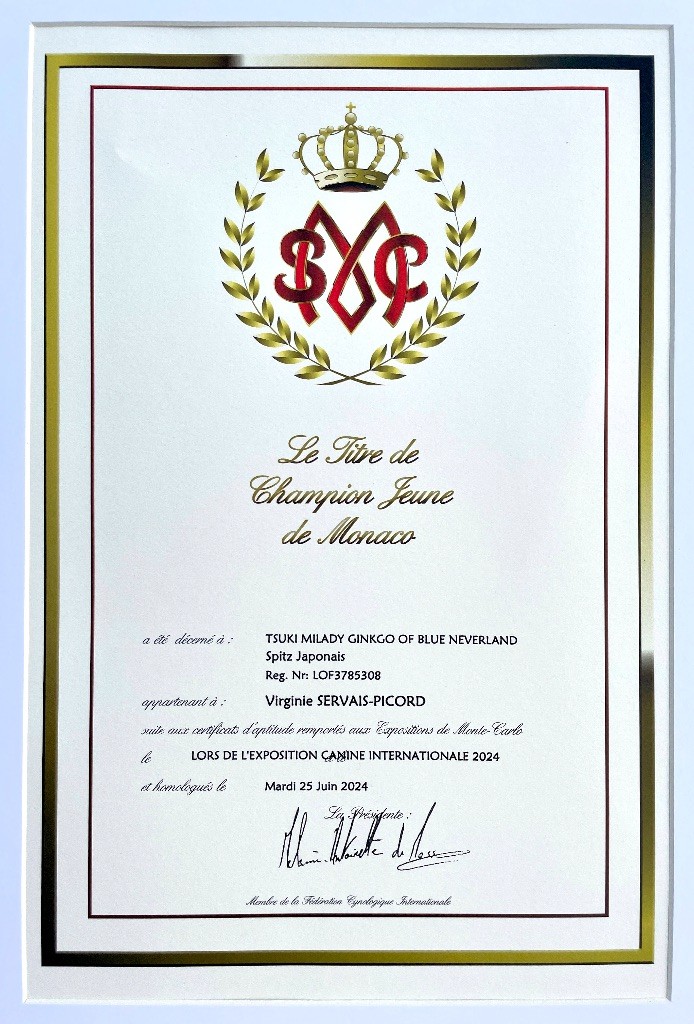 SMC
Le Titre de
Champion Jeune
de Monaco
a été décerné à : TSUKI MILADY GINKGO OF BLUE NEVERLAND
Spitz Japonais
Reg. Nr: LOF3785308
appartenant à : Virginie SERVAIS-PICORD
suite aux certificats d'aptitude remportés aux Expositions de Monte-Carlo
le LORS DE L'EXPOSITION CANINE INTERNATIONALE 2024
et homologués le Mardi 25 Juin 2024
La Présidente :
Membre de la Fédération Cynologique Internationale